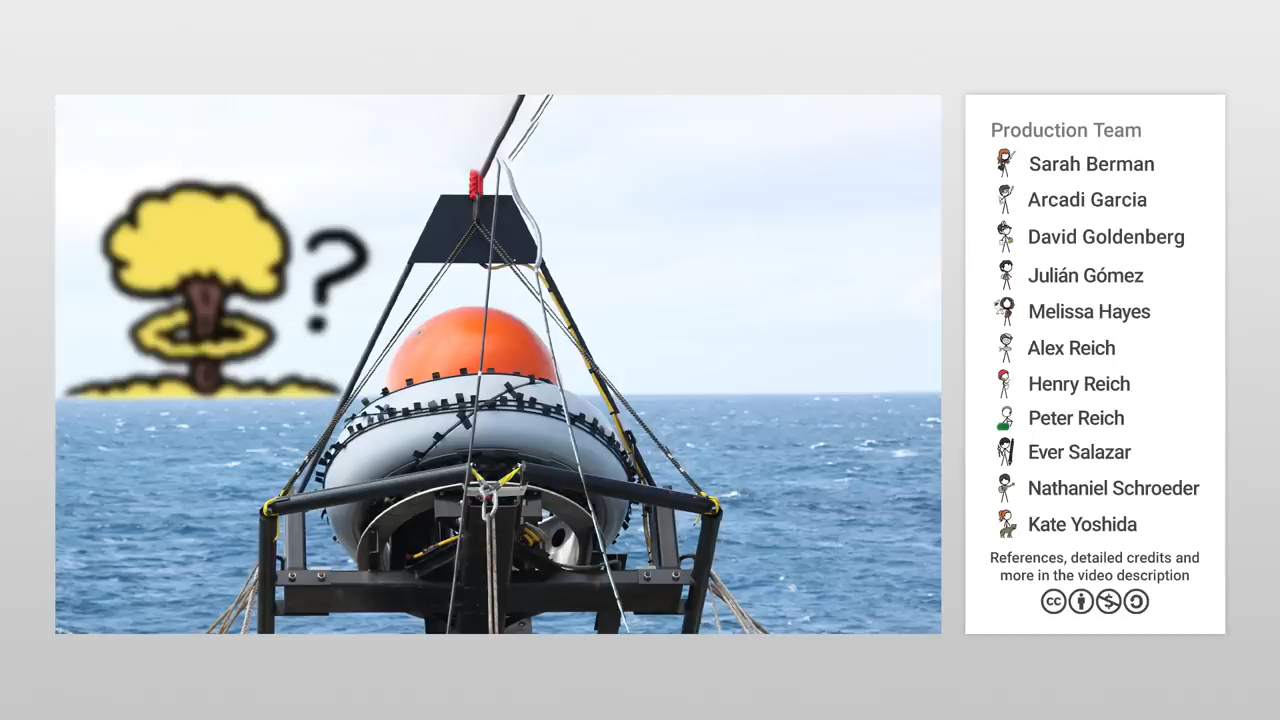 ?
Production Team
Sarah Berman
Arcadi Garcia
David Goldenberg
Julián Gómez
Melissa Hayes
Alex Reich
Henry Reich
Peter Reich
Ever Salazar
Nathaniel Schroeder
Kate Yoshida
References, detailed credits and
more in the video description
cc